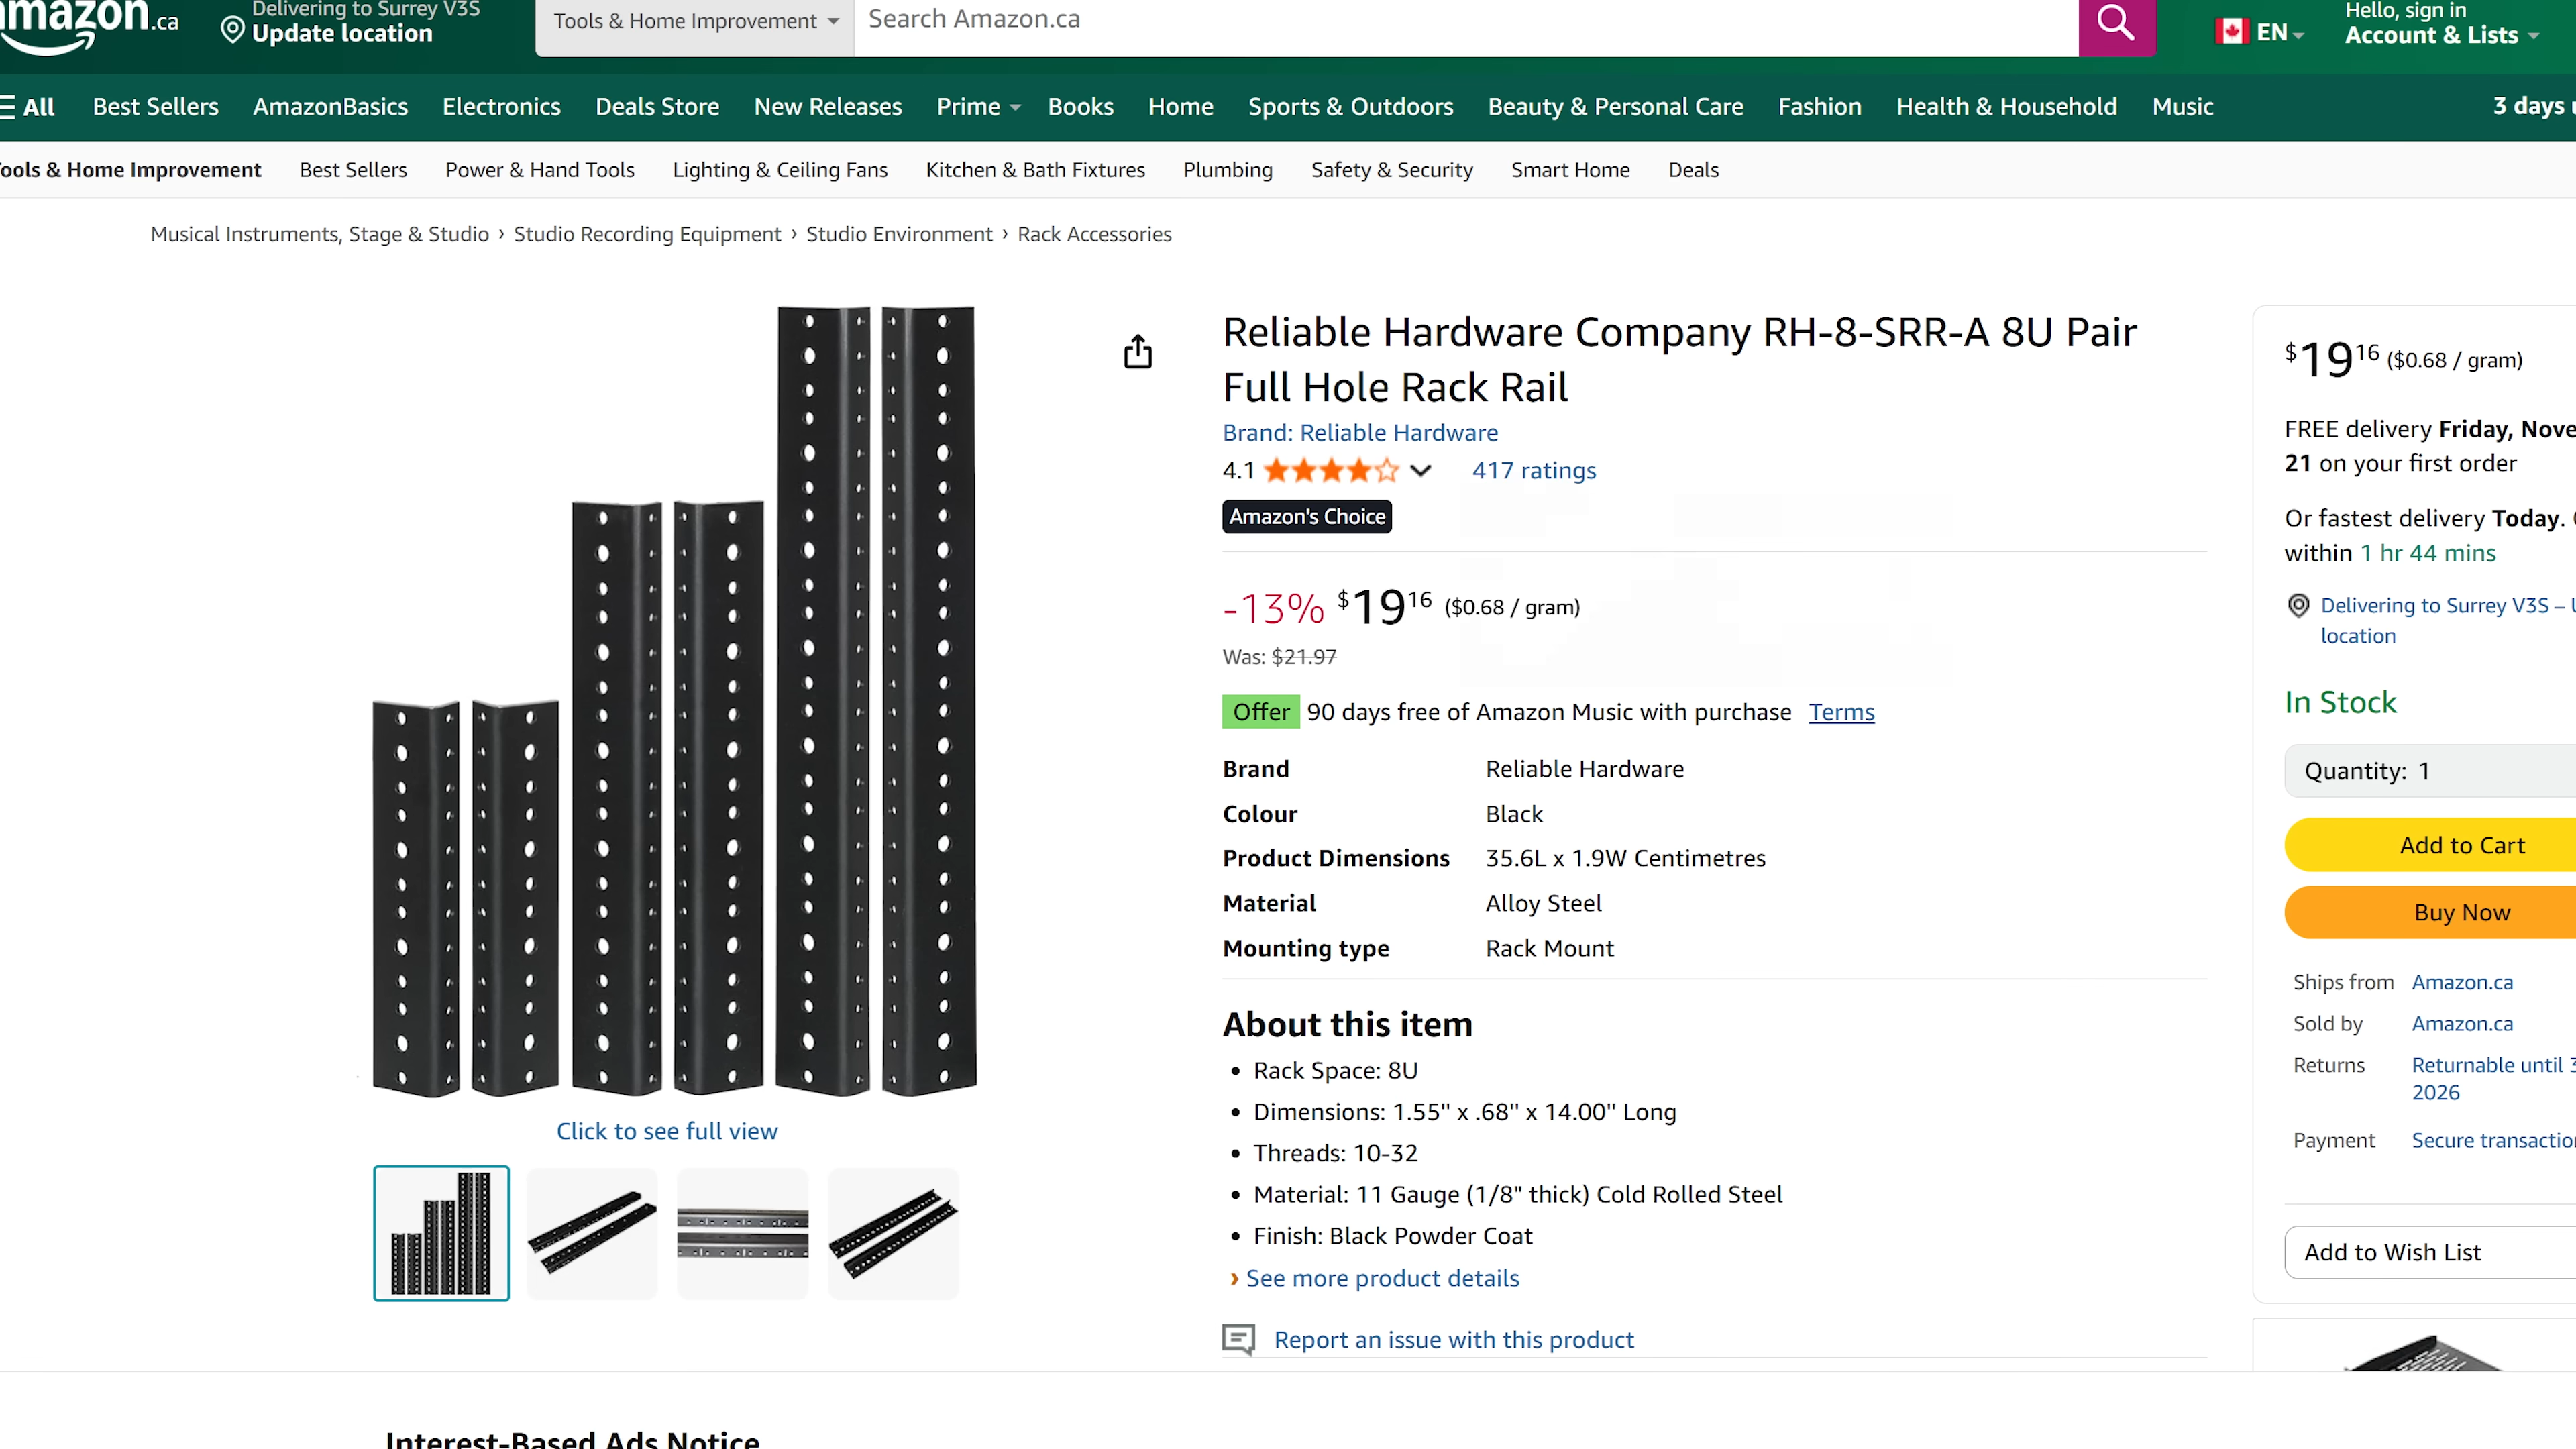 amazon.ca
Delivering to Surrey V3S
Update location
Tools & Home Improvement
Search Amazon.ca
EN
Hello, sign in
Account & Lists
All
Best Sellers
AmazonBasics
Electronics
Deals Store
New Releases
Prime
Books
Home
Sports & Outdoors
Beauty & Personal Care
Fashion
Health & Household
Music
3 days
Tools & Home Improvement
Best Sellers
Power & Hand Tools
Lighting & Ceiling Fans
Kitchen & Bath Fixtures
Plumbing
Safety & Security
Smart Home
Deals
Musical Instruments, Stage & Studio › Studio Recording Equipment › Studio Environment › Rack Accessories
Reliable Hardware Company RH-8-SRR-A 8U Pair
Full Hole Rack Rail
Brand: Reliable Hardware
4.1
417 ratings
Amazon's Choice
-13% $19 16 ($0.68 / gram)
Was: $21.97
Offer 90 days free of Amazon Music with purchase Terms
Brand Reliable Hardware
Colour Black
Product Dimensions 35.6L x 1.9W Centimetres
Material Alloy Steel
Mounting type Rack Mount
About this item
• Rack Space: 8U
• Dimensions: 1.55" x .68" x 14.00" Long
• Threads: 10-32
• Material: 11 Gauge (1/8" thick) Cold Rolled Steel
• Finish: Black Powder Coat
› See more product details
Report an issue with this product
Click to see full view
$19 16 ($0.68 / gram)
FREE delivery Friday, Nove
21 on your first order
Or fastest delivery Today.
within 1 hr 44 mins
Delivering to Surrey V3S –
location
In Stock
Quantity: 1
Add to Cart
Buy Now
Ships from Amazon.ca
Sold by Amazon.ca
Returns Returnable until
2026
Payment Secure transactio
Add to Wish List
Interest-Based Ads Notice